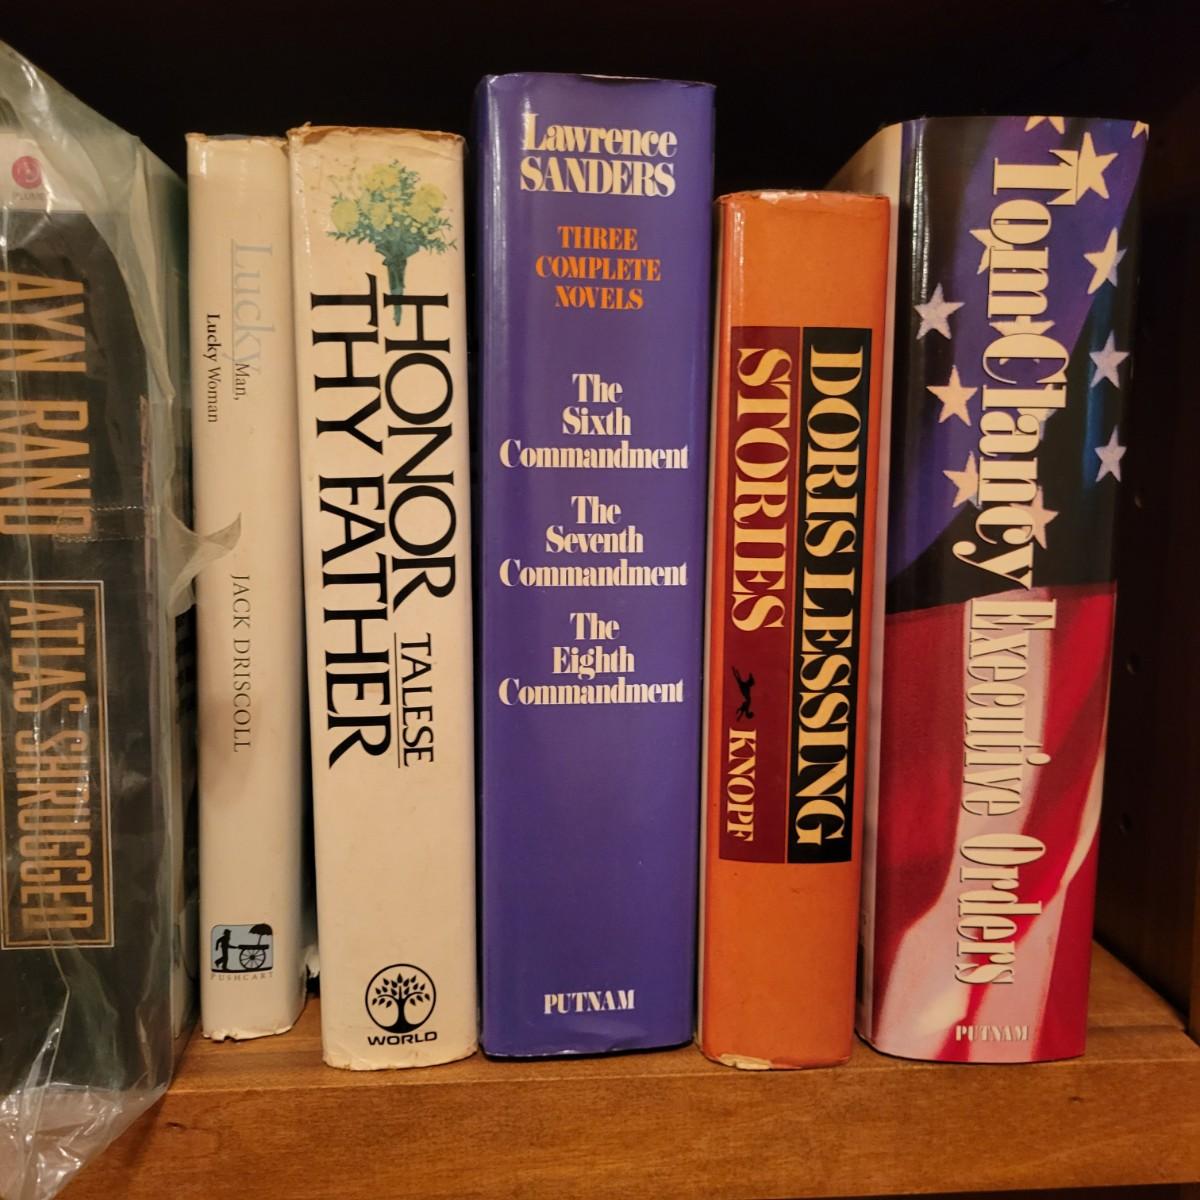 PLUME
AYN RAND
ATLAS SHRUGGED
Lucky Man,
Lucky Woman
JACK DRISCOLL
PUSHCART
HONOR
THY FATHER
TALESE
WORLD
Lawrence
SANDERS
THREE
COMPLETE
NOVELS
The
Sixth
Commandment
The
Seventh
Commandment
The
Eighth
Commandment
PUTNAM
DORIS LESSING
STORIES
KNOPF
Tom Clancy Executive Orders
PUTNAM